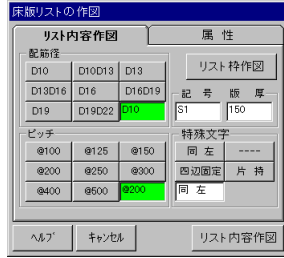 床版リストの作図
リスト内容作図
属 性
配筋径
D10 D10D13 D13
D13D16 D16 D16D19
D19 D19D22 D10
リスト枠作図
記 号 版 厚
S1 150
ピッチ
@100 @125 @150
@200 @250 @300
@400 @500 @200
特殊文字
同 左 ----
四辺固定 片 持
同 左
ヘルプ キャンセル リスト内容作図